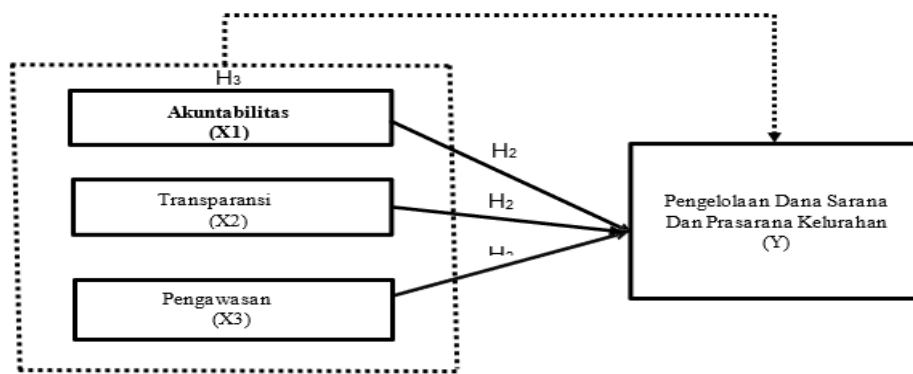 H3
Akuntabilitas
(X1)
H2
Transparansi
(X2)
H2
Pengawasan
(X3)
Pengelolaan Dana Sarana
Dan Prasarana Kelurahan
(Y)